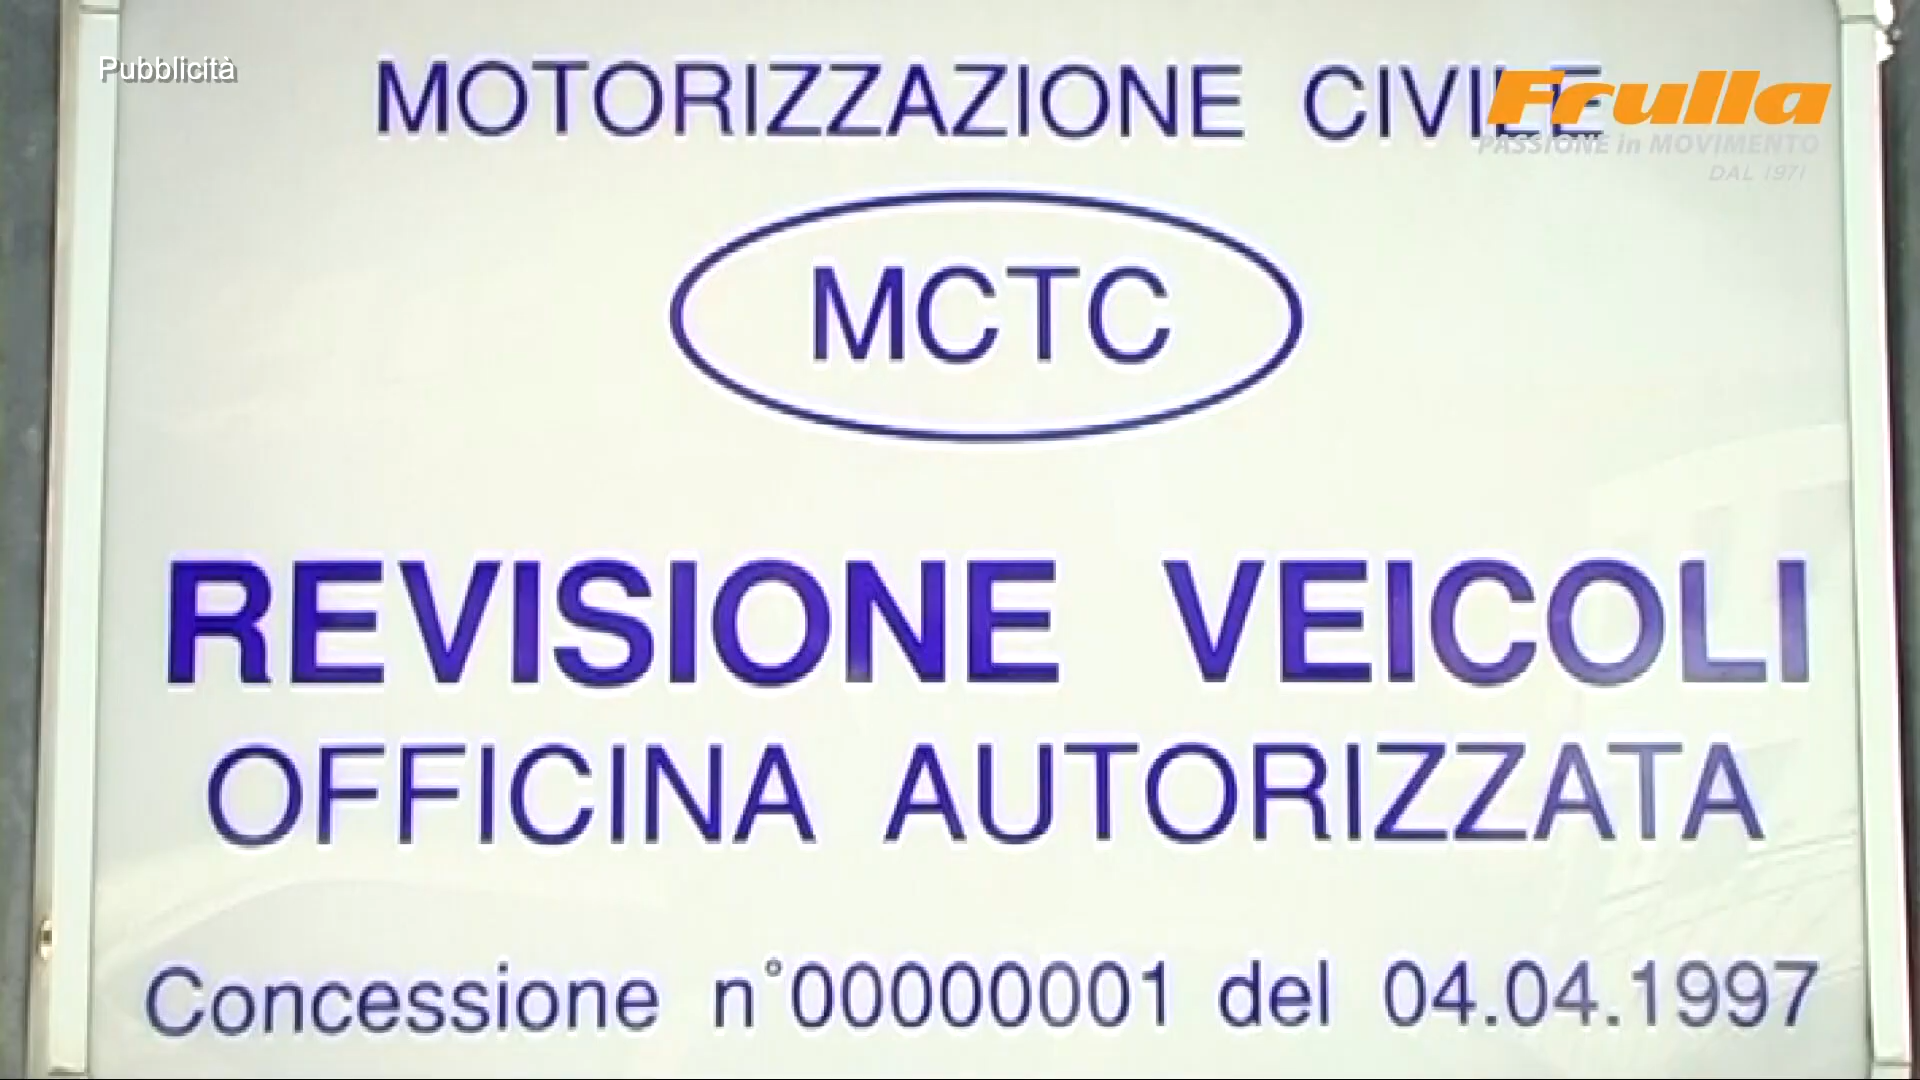 Pubblicità
MOTORIZZAZIONE CIVILE
Frulla
PASSIONE in MOVIMENTO
DAL 1971
MCTC
REVISIONE VEICOLI
OFFICINA AUTORIZZATA
Concessione n°00000001 del 04.04.1997